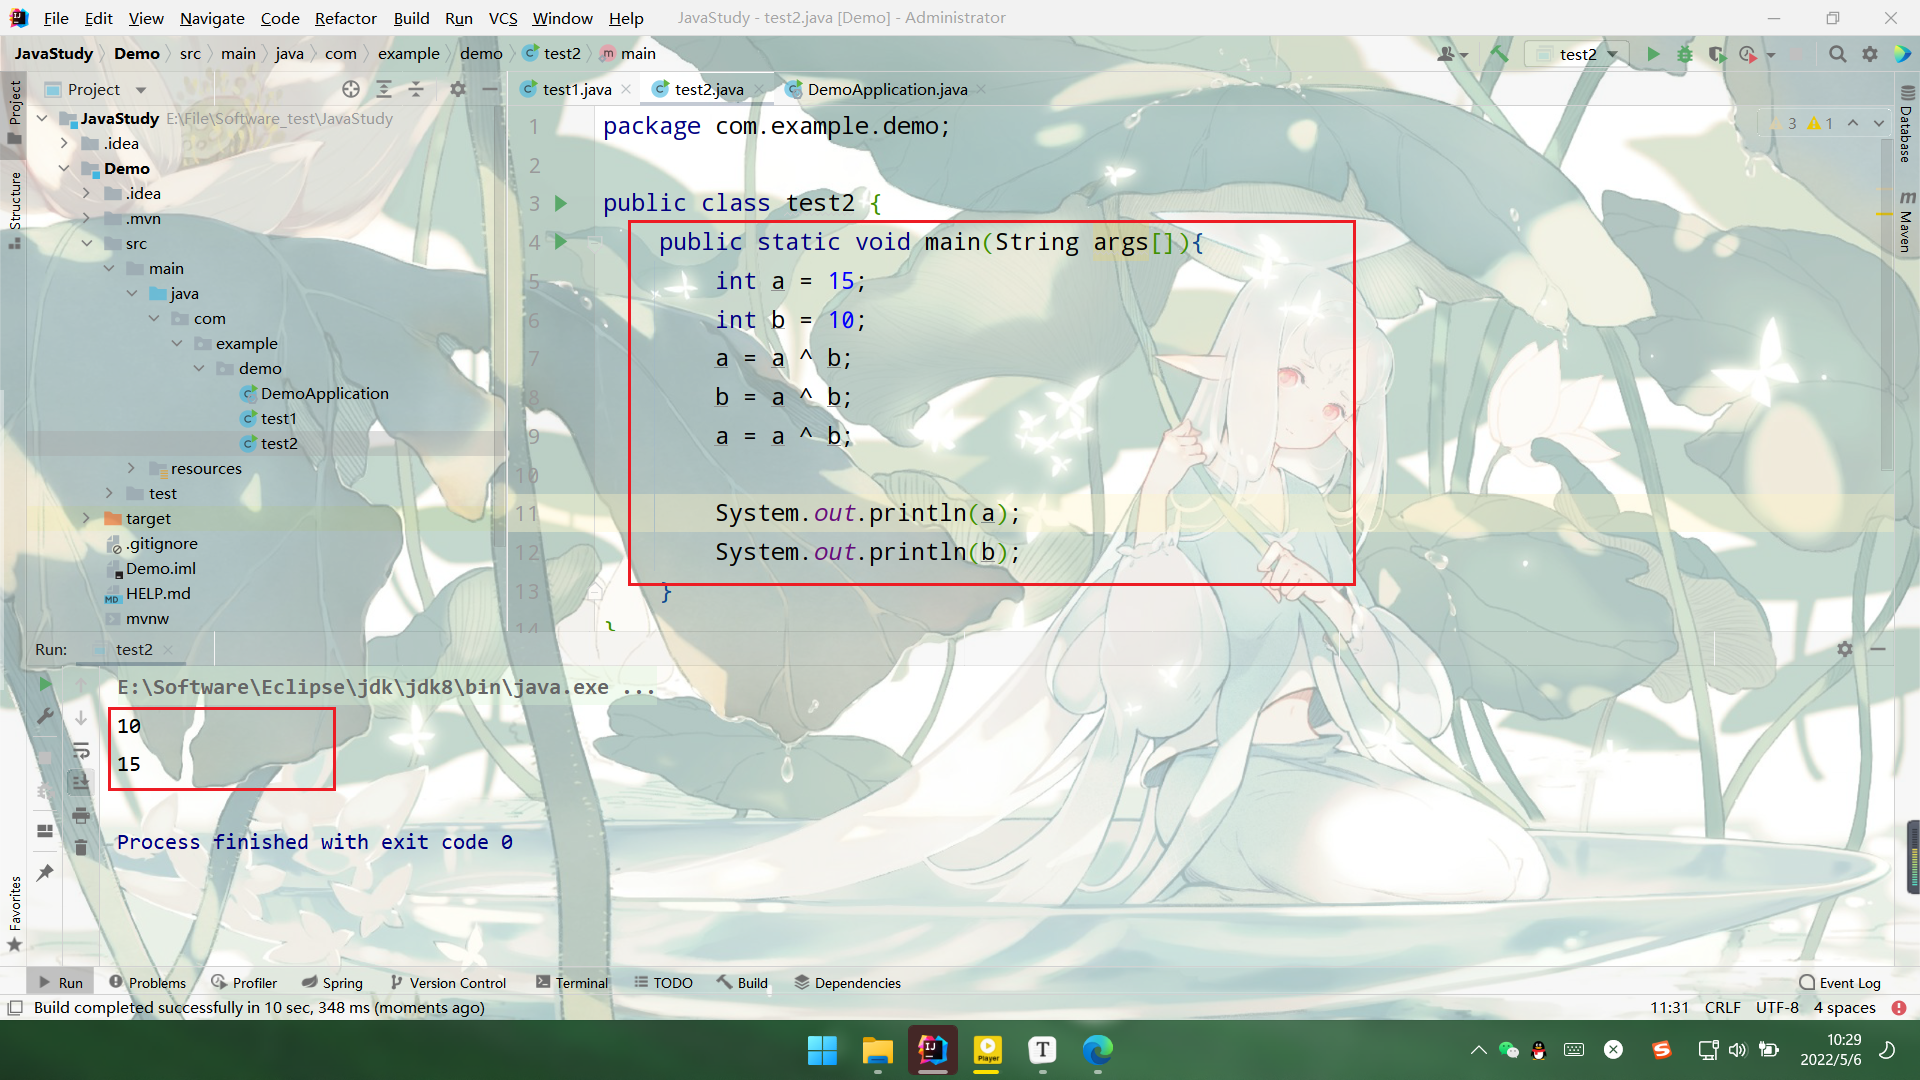 File Edit View Navigate Code Refactor Build Run VCS Window Help JavaStudy - test2.java [Demo] - Administrator
JavaStudy Demo src main java com example demo test2 main
test2
Project
Structure
Favorites
Database
Maven
Project
JavaStudy E:\File\Software_test\JavaStudy
.idea
Demo
.idea
.mvn
src
main
java
com
example
demo
DemoApplication
test1
test2
resources
test
target
.gitignore
Demo.iml
HELP.md
mvnw
test1.java test2.java DemoApplication.java
3 1
1 package com.example.demo;
2
3 public class test2 {
4 public static void main(String args[]){
5 int a = 15;
6 int b = 10;
7 a = a ^ b;
8 b = a ^ b;
9 a = a ^ b;
10
11 System.out.println(a);
12 System.out.println(b);
13 }
14 }
Run: test2
E:\Software\Eclipse\jdk\jdk8\bin\java.exe ...
10
15
Process finished with exit code 0
Run Problems Profiler Spring Version Control Terminal TODO Build Dependencies Event Log
Build completed successfully in 10 sec, 348 ms (moments ago) 11:31 CRLF UTF-8 4 spaces
Player
10:29
2022/5/6